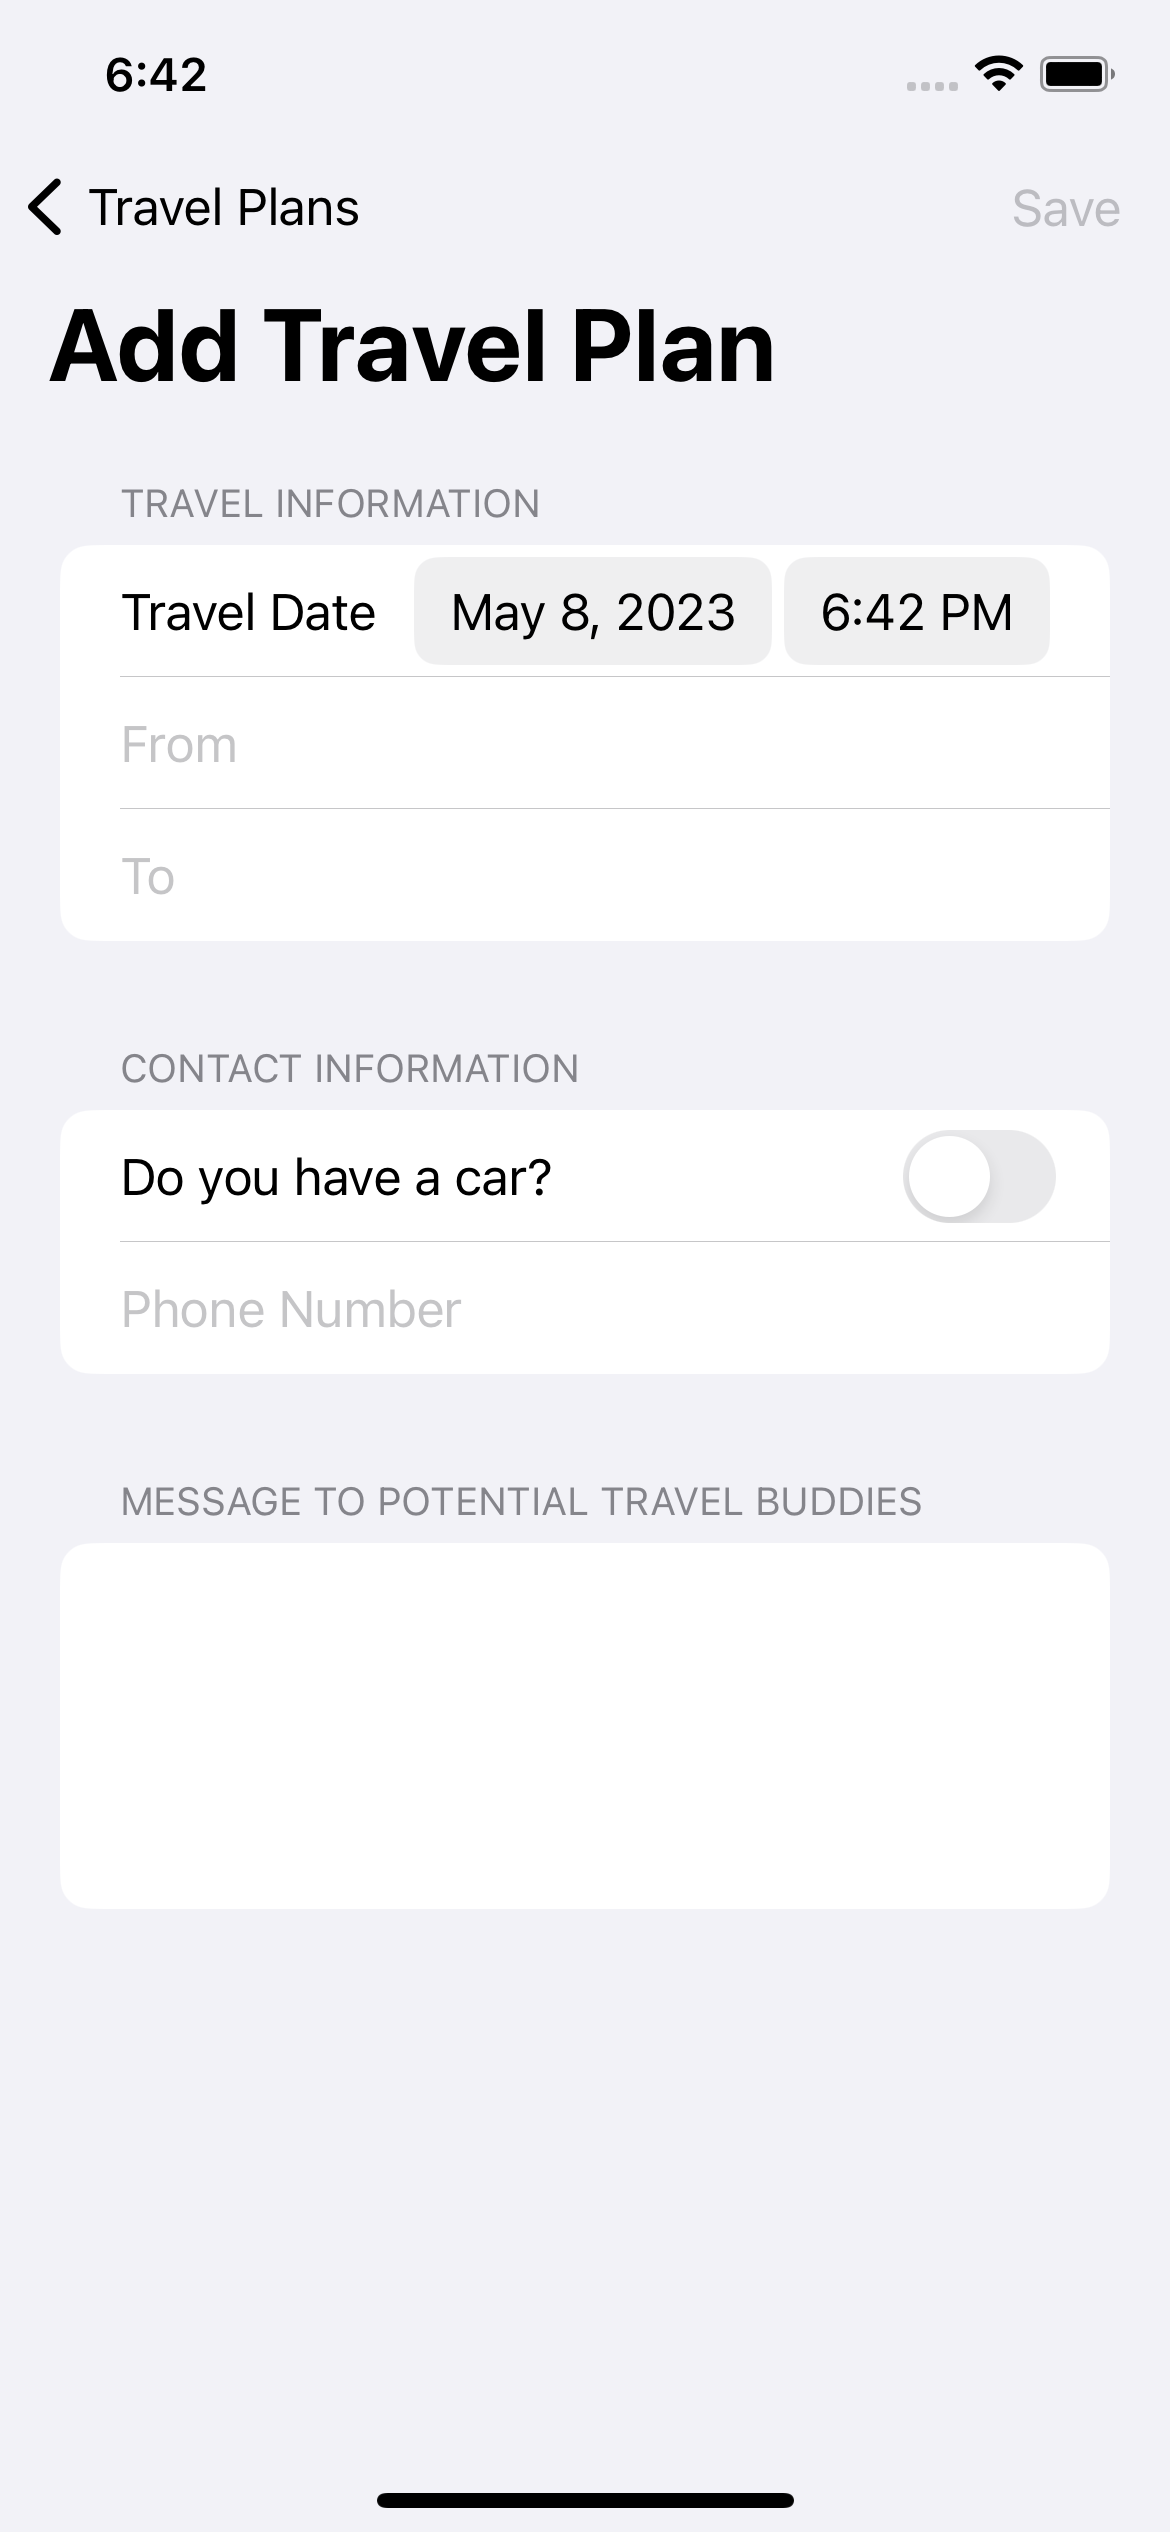 6:42
Travel Plans
Save
Add Travel Plan
TRAVEL INFORMATION
Travel Date May 8, 2023 6:42 PM
From
To
CONTACT INFORMATION
Do you have a car?
Phone Number
MESSAGE TO POTENTIAL TRAVEL BUDDIES